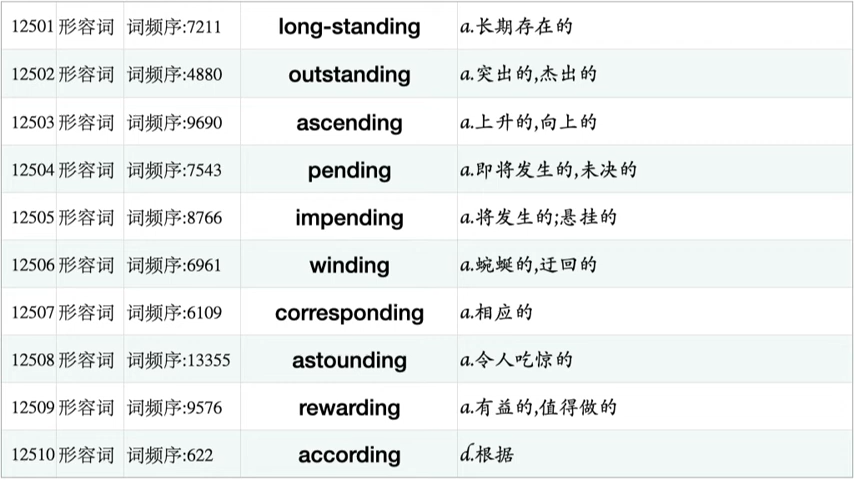 12501 形容词 词频序:7211 long-standing a.长期存在的
12502 形容词 词频序:4880 outstanding a.突出的,杰出的
12503 形容词 词频序:9690 ascending a.上升的,向上的
12504 形容词 词频序:7543 pending a.即将发生的,未决的
12505 形容词 词频序:8766 impending a.将发生的;悬挂的
12506 形容词 词频序:6961 winding a.蜿蜒的,迂回的
12507 形容词 词频序:6109 corresponding a.相应的
12508 形容词 词频序:13355 astounding a.令人吃惊的
12509 形容词 词频序:9576 rewarding a.有益的,值得做的
12510 形容词 词频序:622 according d.根据